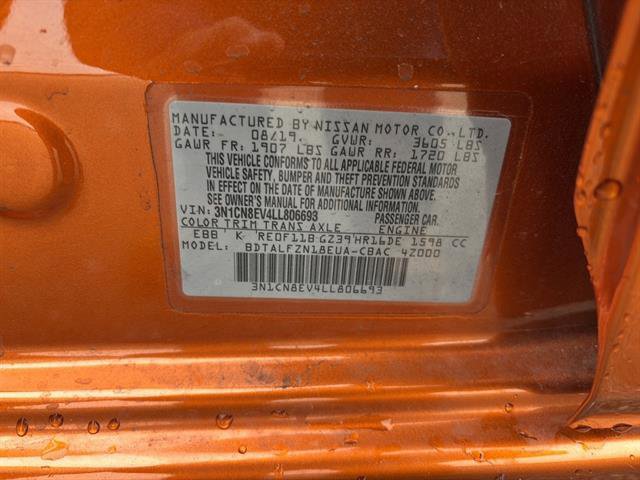 MANUFACTURED BY NISSAN MOTOR CO.,LTD.
DATE: 08/19. GVWR: 3605 LBS
GAWR FR: 1907 LBS GAWR RR: 1720 LBS
THIS VEHICLE CONFORMS TO ALL APPLICABLE FEDERAL MOTOR
VEHICLE SAFETY, BUMPER AND THEFT PREVENTION STANDARDS
IN EFFECT ON THE DATE OF MANUFACTURE SHOWN ABOVE.
SEE OWNER'S MANUAL FOR ADDITIONAL INFORMATION.
VIN: 3N1CN8EV4LL806693 PASSENGER CAR.
COLOR TRIM TRANS AXLE ENGINE
EBB K RE0F11B GZ39 HR16DE 1598 CC
MODEL: BDTALFZN18EUA-CBAC 42000
3N1CN8EV4LL806693